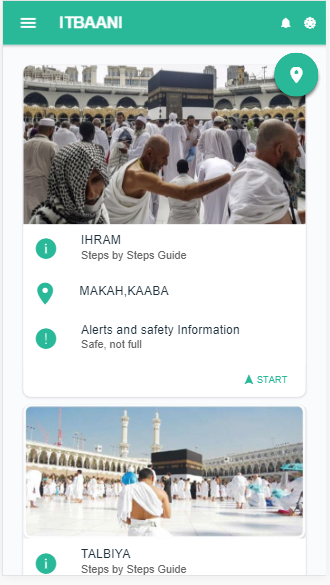 ITBAANI
IHRAM
Steps by Steps Guide
MAKAH,KAABA
Alerts and safety Information
Safe, not full
START
TALBIYA
Steps by Steps Guide